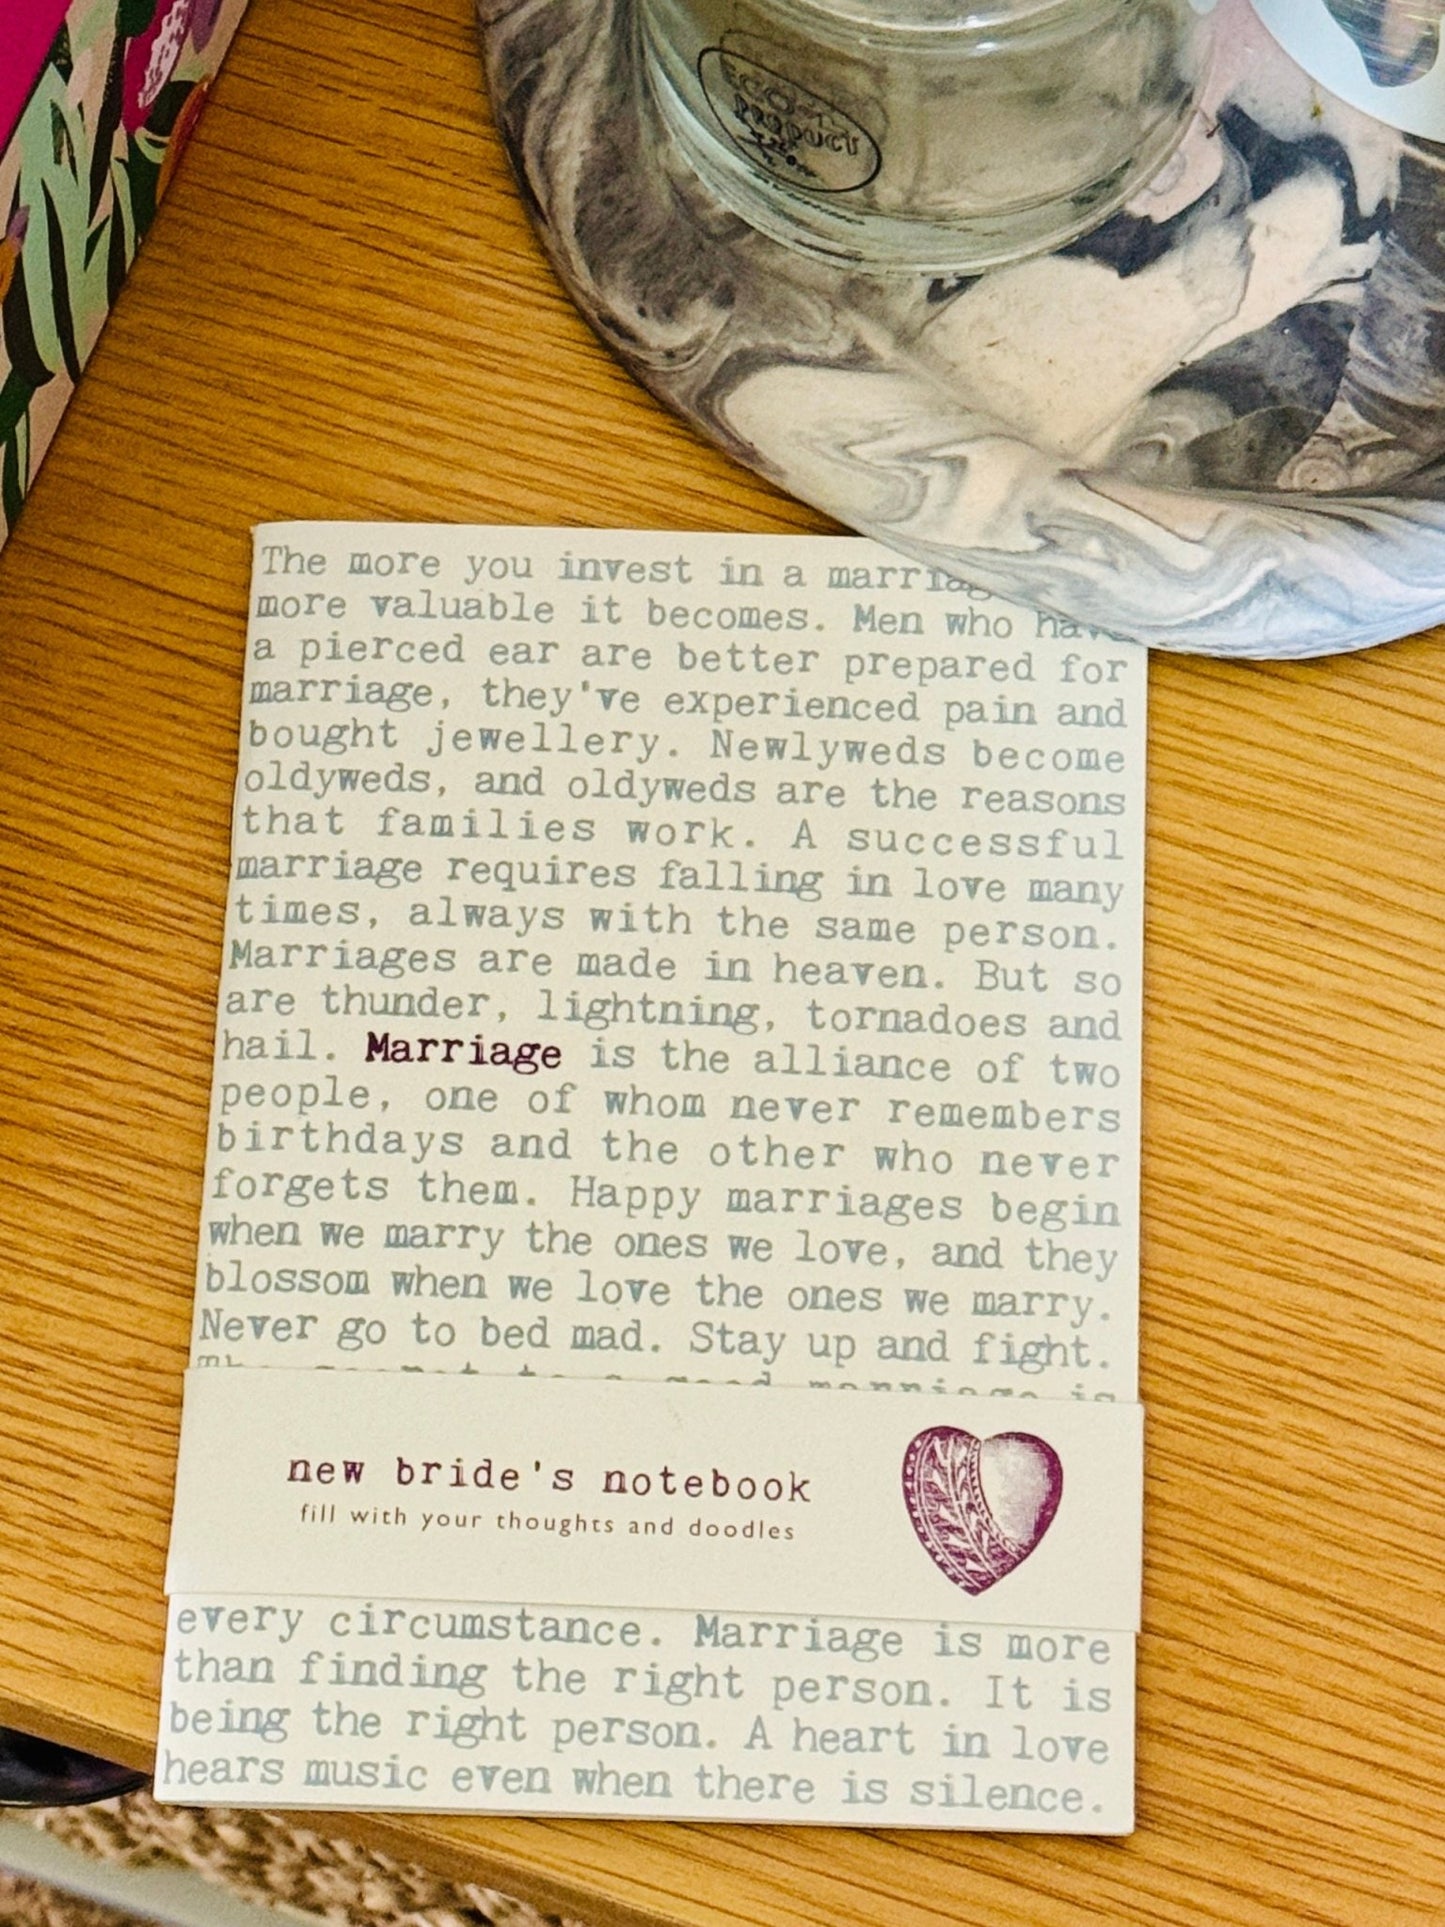 PRODUCT
The more you invest in a
more valuable it becomes. Men who
a pierced ear are better prepared for
marriage, they've experienced pain and
bought jewellery. Newlyweds become
oldyweds, and oldyweds are the reasons
that families work. A successful
marriage requires falling in love many
times, always with the same person.
Marriages are made in heaven. But so
are thunder, lightning, tornadoes and
hail. Marriage is the alliance of two
people, one of whom never remembers
birthdays and the other who never
forgets them. Happy marriages begin
when we marry the ones we love, and they
blossom when we love the ones we marry.
Never go to bed mad. Stay up and fight.
new bride's notebook
fill with your thoughts and doodles
every circumstance. Marriage is more
than finding the right person. It is
being the right person. A heart in love
hears music even when there is silence.